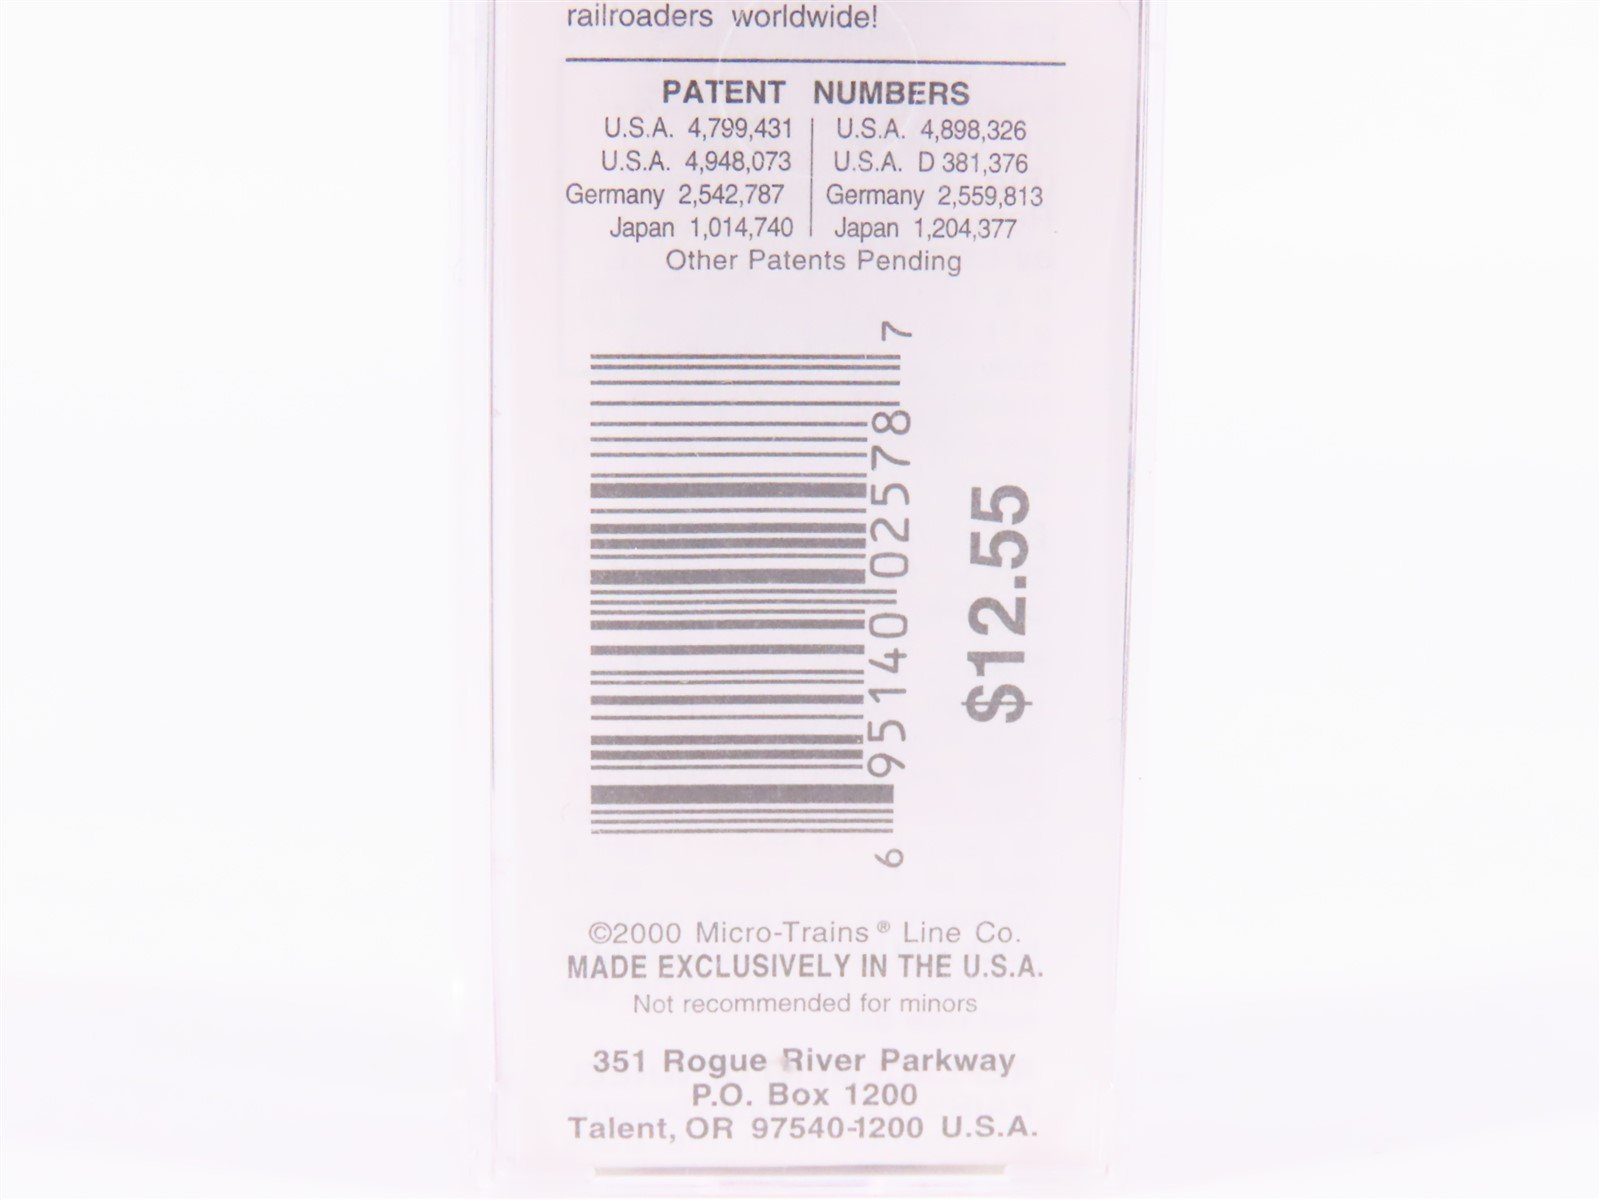 railroaders worldwide!
PATENT NUMBERS
U.S.A. 4,799,431 | U.S.A. 4,898,326
U.S.A. 4,948,073 | U.S.A. D 381,376
Germany 2,542,787 | Germany 2,559,813
Japan 1,014,740 | Japan 1,204,377
Other Patents Pending
6 95140 02578 7
$12.55
©2000 Micro-Trains® Line Co.
MADE EXCLUSIVELY IN THE U.S.A.
Not recommended for minors
351 Rogue River Parkway
P.O. Box 1200
Talent, OR 97540-1200 U.S.A.